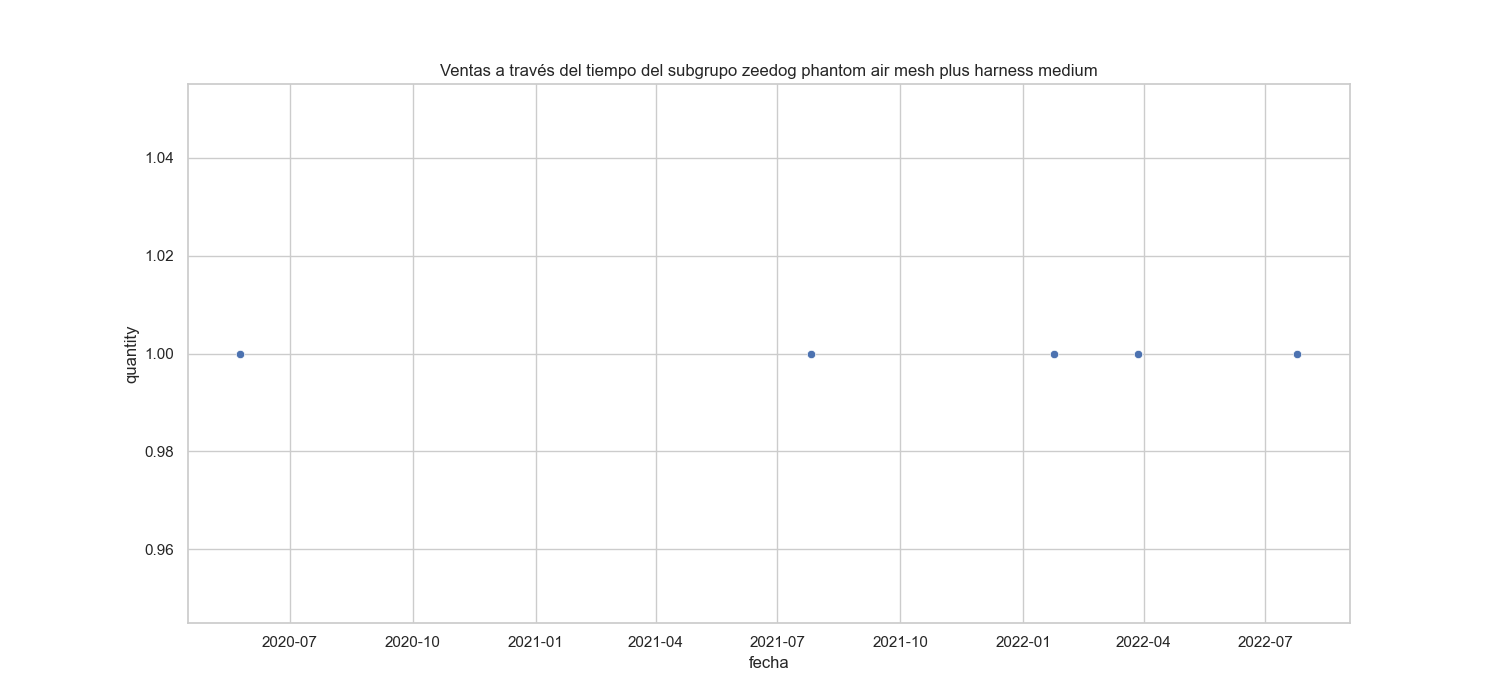 Ventas a través del tiempo del subgrupo zeedog phantom air mesh plus harness medium
1.04
1.02
1.00
0.98
0.96
quantity
2020-07 2020-10 2021-01 2021-04 2021-07 2021-10 2022-01 2022-04 2022-07
fecha